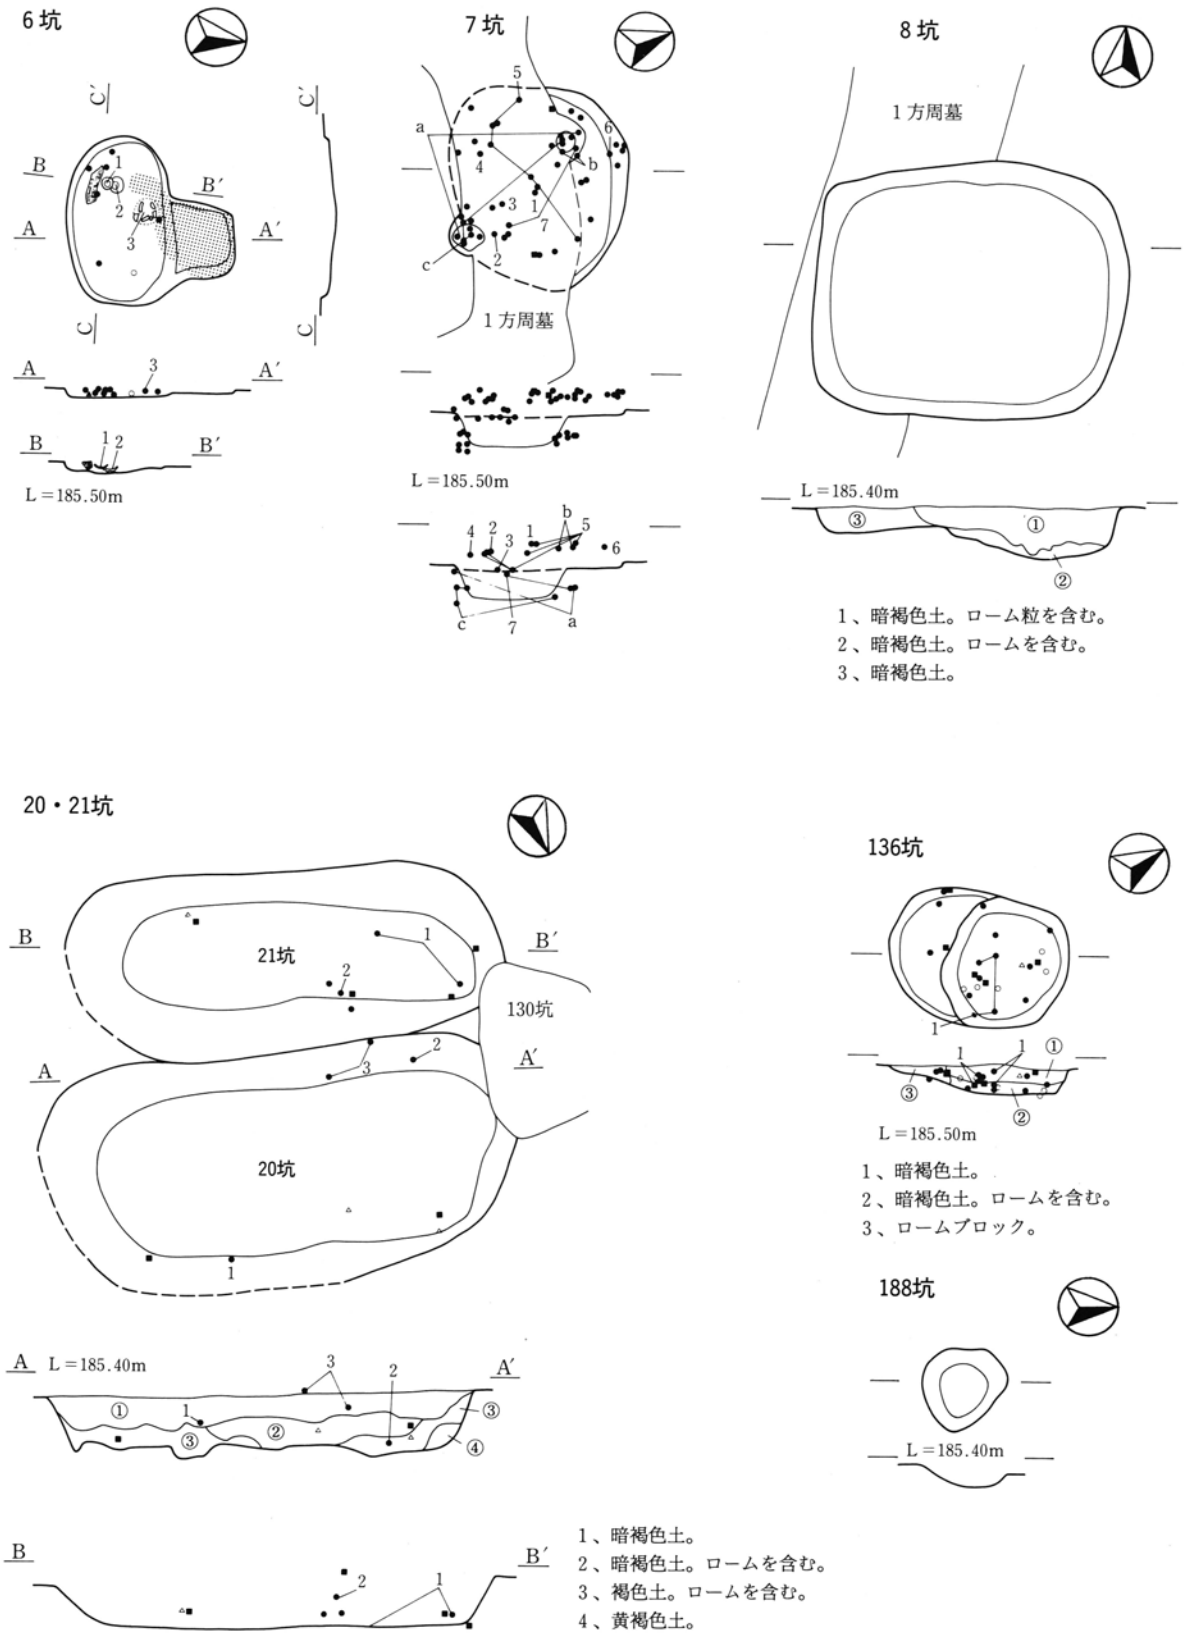 6坑
C′
C′
B
1
B′
2
A
3
A′
C
C
A
3
A′
B
1 2
B′
L=185.50m
7坑
5
a
6
4
b
1
3
7
2
c
1方周墓
L=185.50m
b
4 2 1 5
3 6
c 7 a
8坑
1方周墓
L=185.40m
③ ①
②
1、暗褐色土。ローム粒を含む。
2、暗褐色土。ロームを含む。
3、暗褐色土。
20・21坑
B
1
B′
21坑
2
130坑
A
2
A′
3
20坑
1
A L=185.40m
3 2
A′
① 1 ③
③ ② ④
B
2 1
B′
1、暗褐色土。
2、暗褐色土。ロームを含む。
3、褐色土。ロームを含む。
4、黄褐色土。
136坑
1
1 1 ①
③ ②
L=185.50m
1、暗褐色土。
2、暗褐色土。ロームを含む。
3、ロームブロック。
188坑
L=185.40m